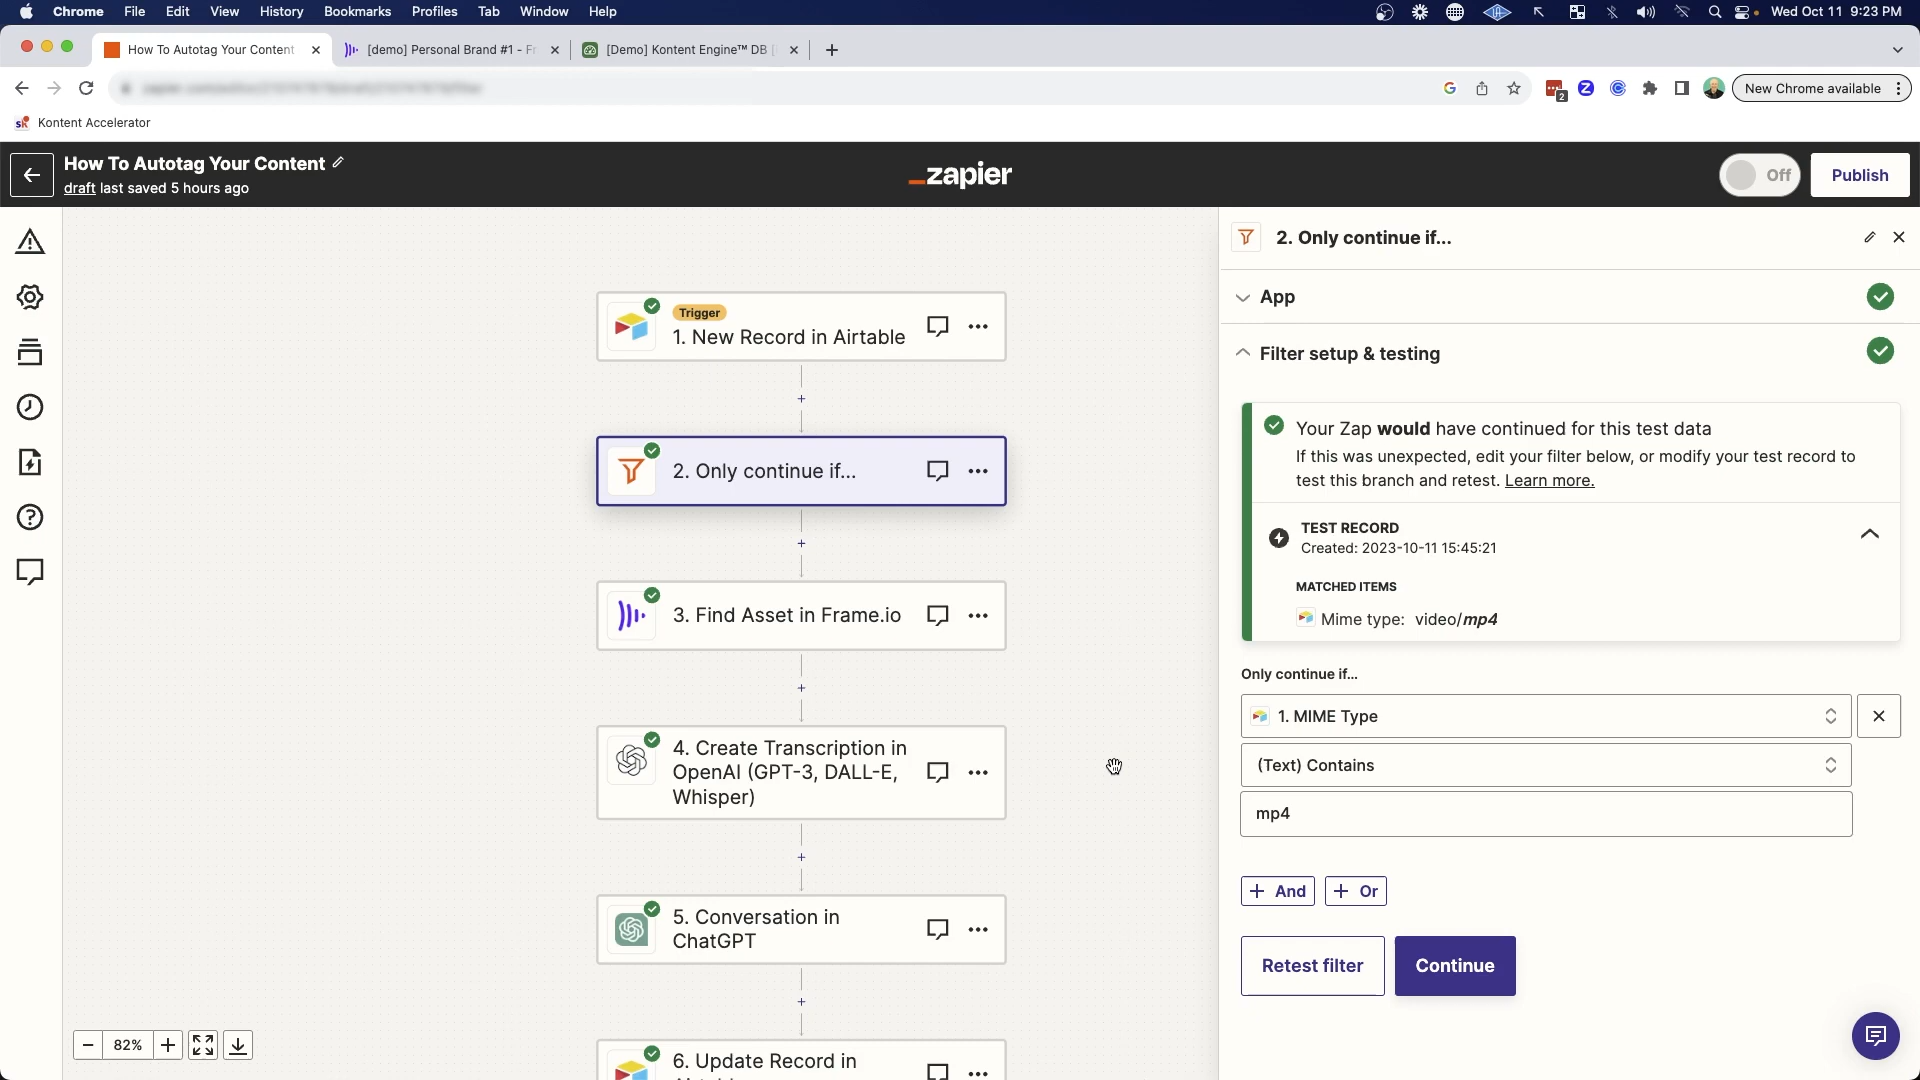 Chrome File Edit View History Bookmarks Profiles Tab Window Help Wed Oct 11 9:23 PM
How To Autotag Your Content
[demo] Personal Brand #1 - Fr
[Demo] Kontent Engine™ DB [
2
New Chrome available
sK Kontent Accelerator
How To Autotag Your Content
draft last saved 5 hours ago
_zapier
Off
Publish
Trigger
1. New Record in Airtable
2. Only continue if...
3. Find Asset in Frame.io
4. Create Transcription in
OpenAI (GPT-3, DALL-E,
Whisper)
5. Conversation in
ChatGPT
6. Update Record in
82%
2. Only continue if...
App
Filter setup & testing
Your Zap would have continued for this test data
If this was unexpected, edit your filter below, or modify your test record to
test this branch and retest. Learn more.
TEST RECORD
Created: 2023-10-11 15:45:21
MATCHED ITEMS
Mime type: video/mp4
Only continue if...
1. MIME Type
(Text) Contains
mp4
+ And
+ Or
Retest filter
Continue